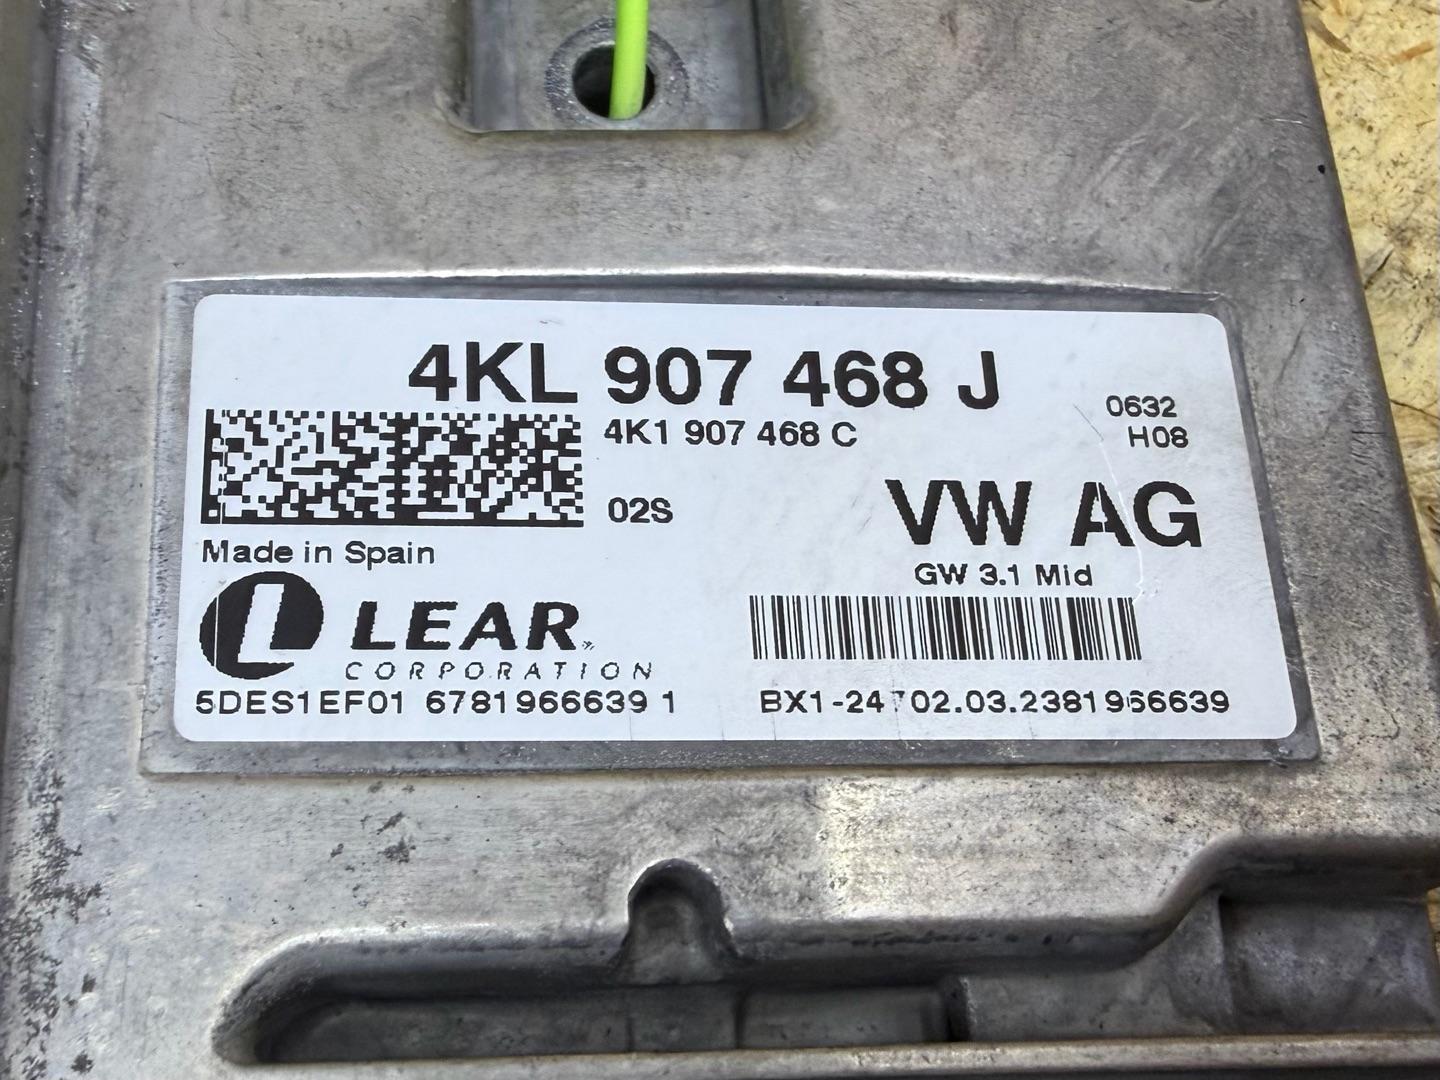 4KL 907 468 J
0632
4K1 907 468 C
H08
02S
VW AG
Made in Spain
GW 3.1 Mid
LEAR
CORPORATION
5DES1EF01 6781966639 1
BX1-24702.03.2381966639